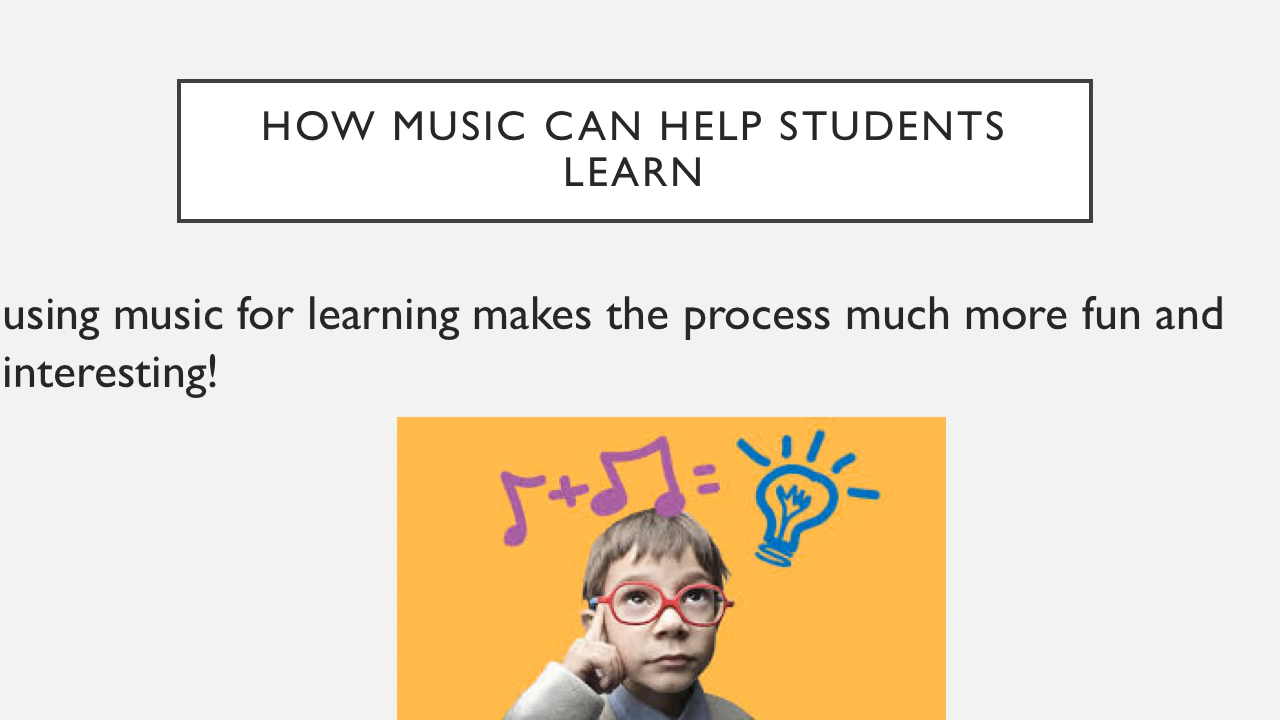 HOW MUSIC CAN HELP STUDENTS
LEARN
using music for learning makes the process much more fun and
interesting!